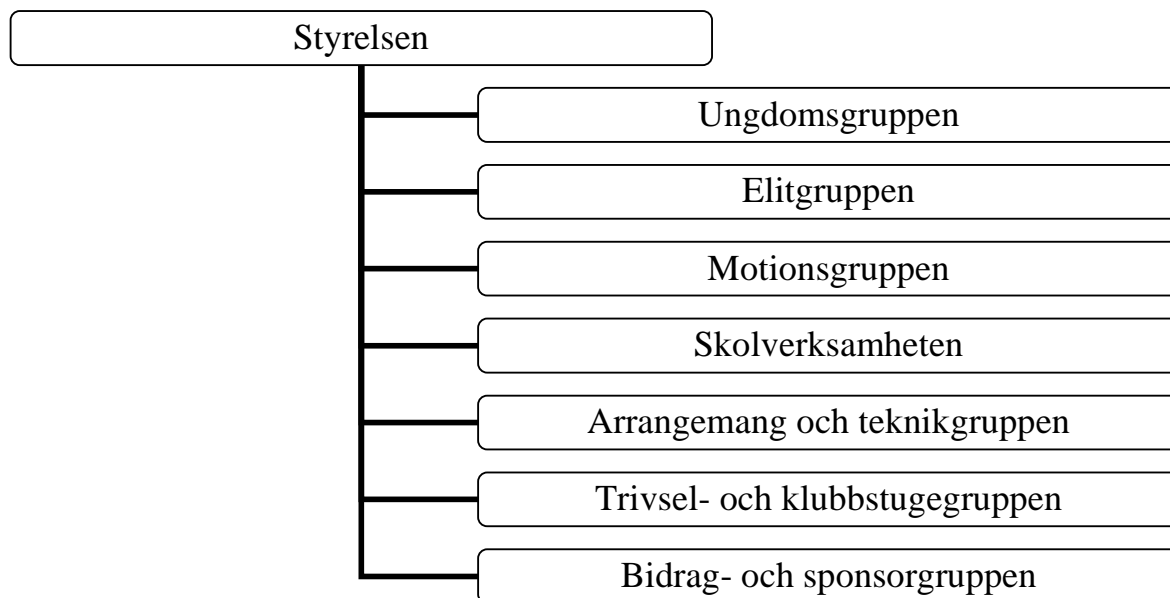 Styrelsen
Ungdomsgruppen
Elitgruppen
Motionsgruppen
Skolverksamheten
Arrangemang och teknikgruppen
Trivsel- och klubbstugegruppen
Bidrag- och sponsorgruppen